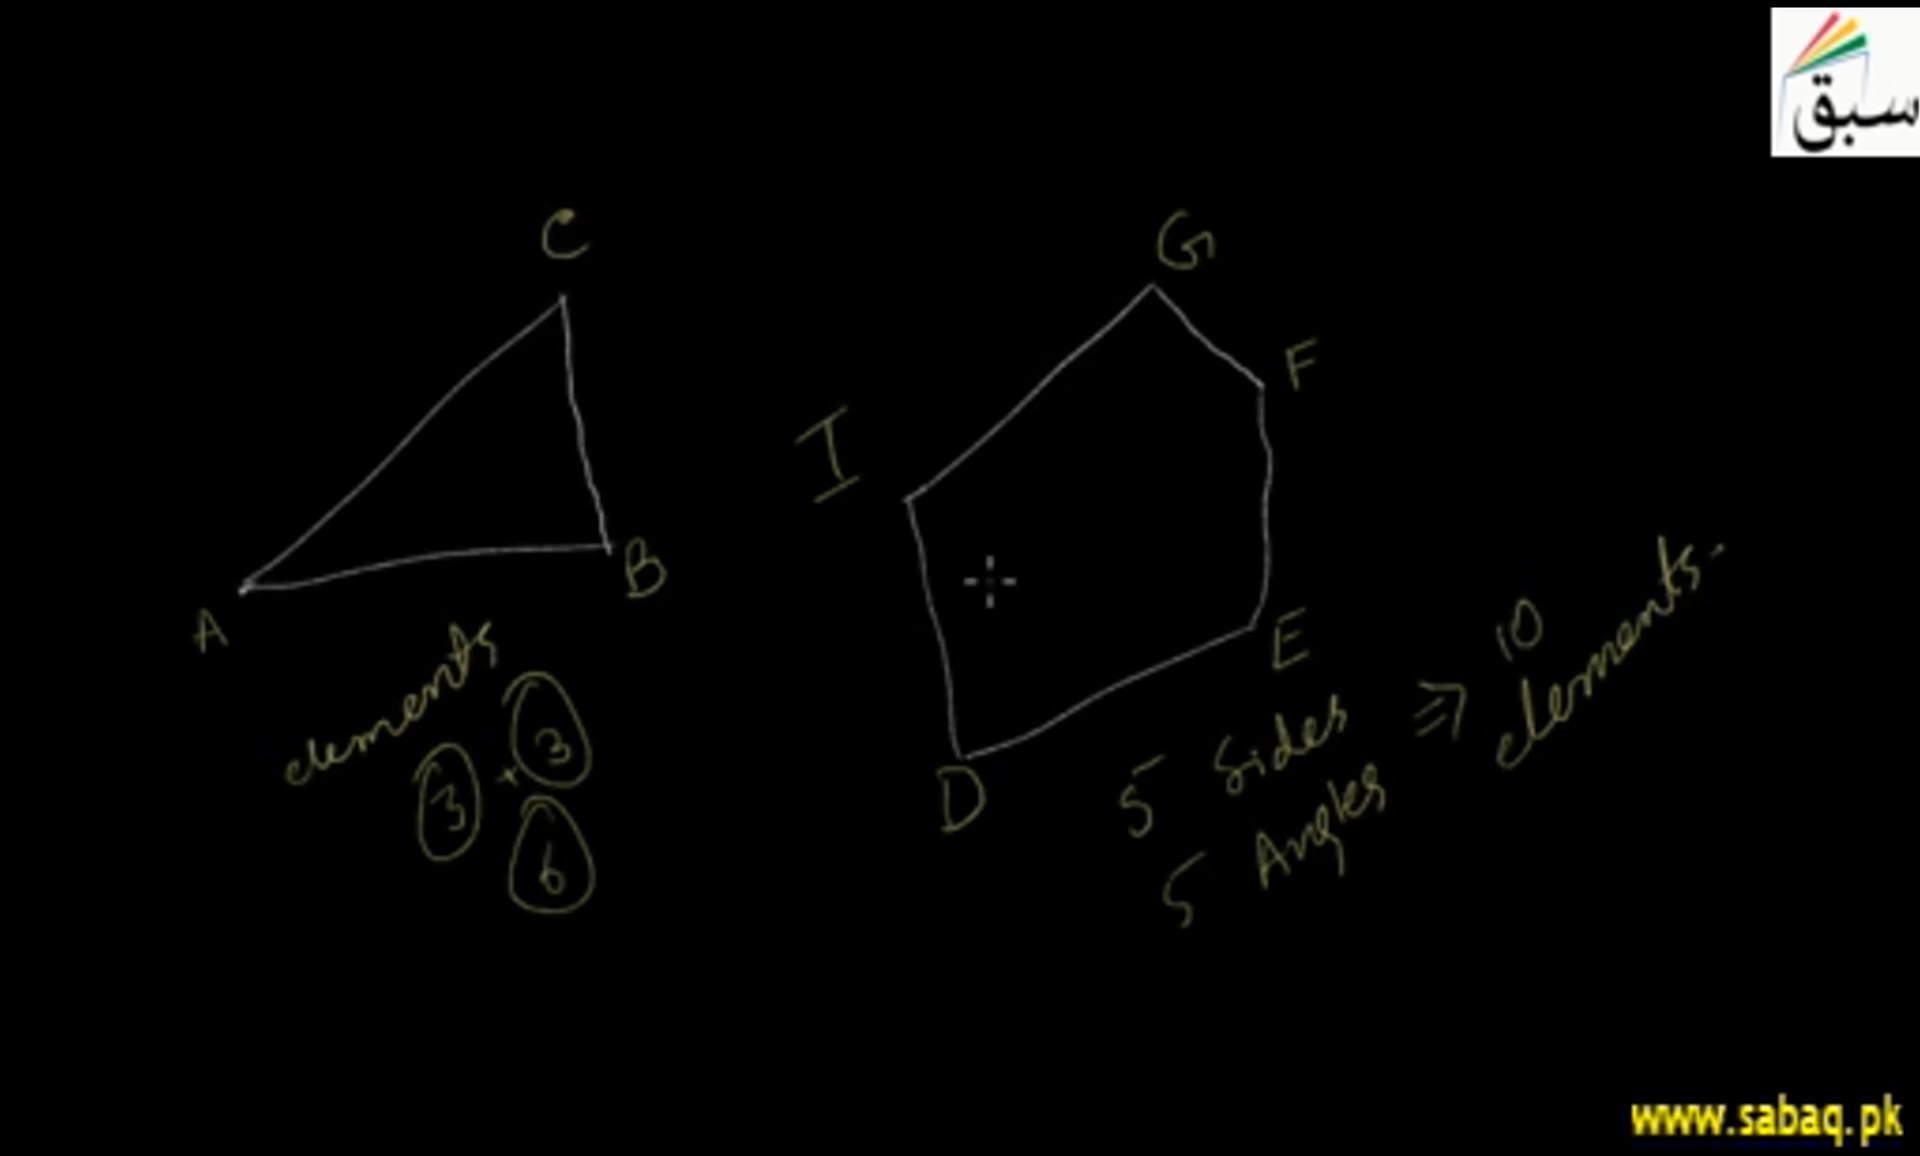 سبق
C
G
F
I
B
A
E
D
elements
3 + 3
6
5 sides
5 Angles
⇒ 10 elements.
www.sabaq.pk